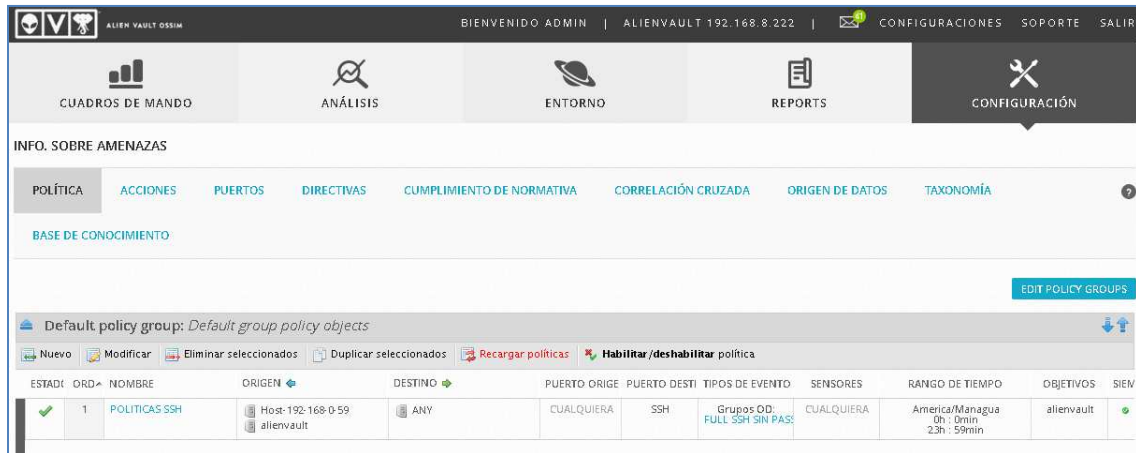 ALIEN VAULT OSSIM
BIENVENIDO ADMIN | ALIENVAULT 192.168.8.222 | CONFIGURACIONES SOPORTE SALIR
CUADROS DE MANDO ANÁLISIS ENTORNO REPORTS CONFIGURACIÓN
INFO. SOBRE AMENAZAS
POLÍTICA ACCIONES PUERTOS DIRECTIVAS CUMPLIMIENTO DE NORMATIVA CORRELACIÓN CRUZADA ORIGEN DE DATOS TAXONOMÍA ?
BASE DE CONOCIMIENTO
EDIT POLICY GROUPS
Default policy group: Default group policy objects
Nuevo Modificar Eliminar seleccionados Duplicar seleccionados Recargar políticas Habilitar/deshabilitar política
ESTAD ORD NOMBRE ORIGEN DESTINO PUERTO ORIGE PUERTO DESTI TIPOS DE EVENTO SENSORES RANGO DE TIEMPO OBJETIVOS SIEM
1 POLITICAS SSH Host-192-168-0-59 ANY CUALQUIERA SSH Grupos OD: CUALQUIERA America/Managua alienvault
alienvault FULL SSH SIN PAS 0h : 0min
23h : 59min